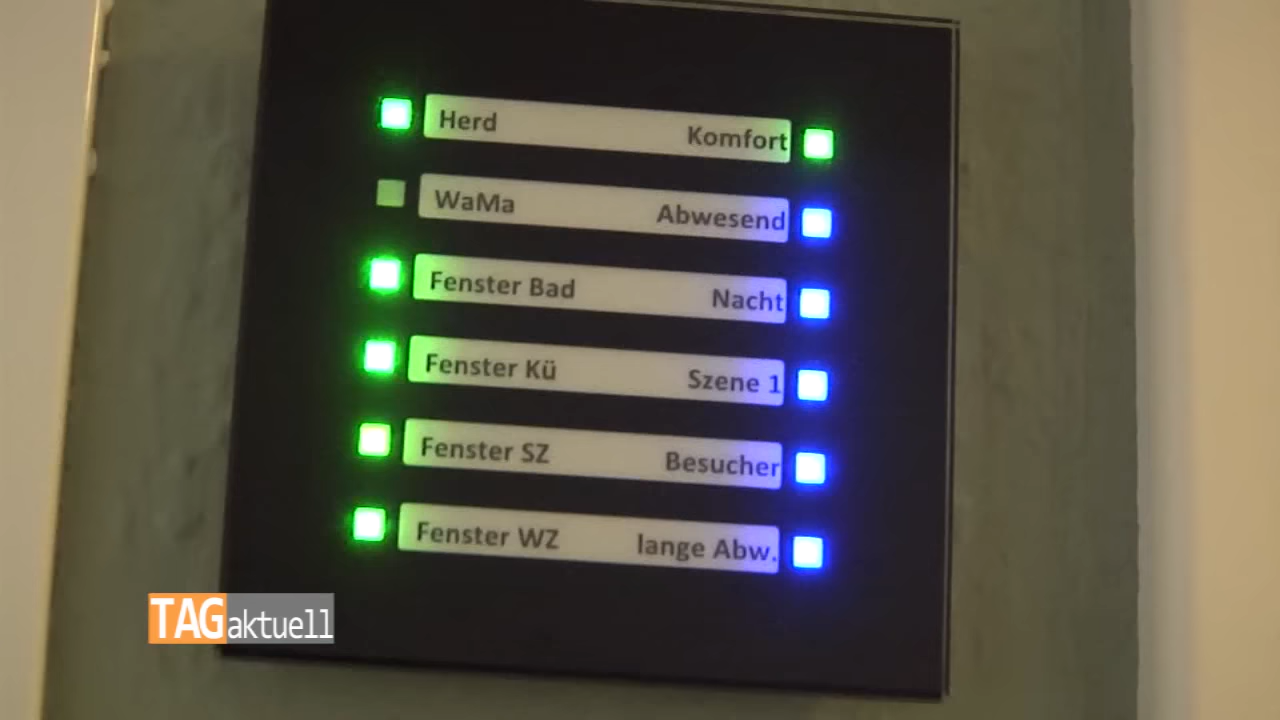 Herd Komfort
WaMa Abwesend
Fenster Bad Nacht
Fenster Kü Szene 1
Fenster SZ Besucher
Fenster WZ lange Abw.
TAGaktuell